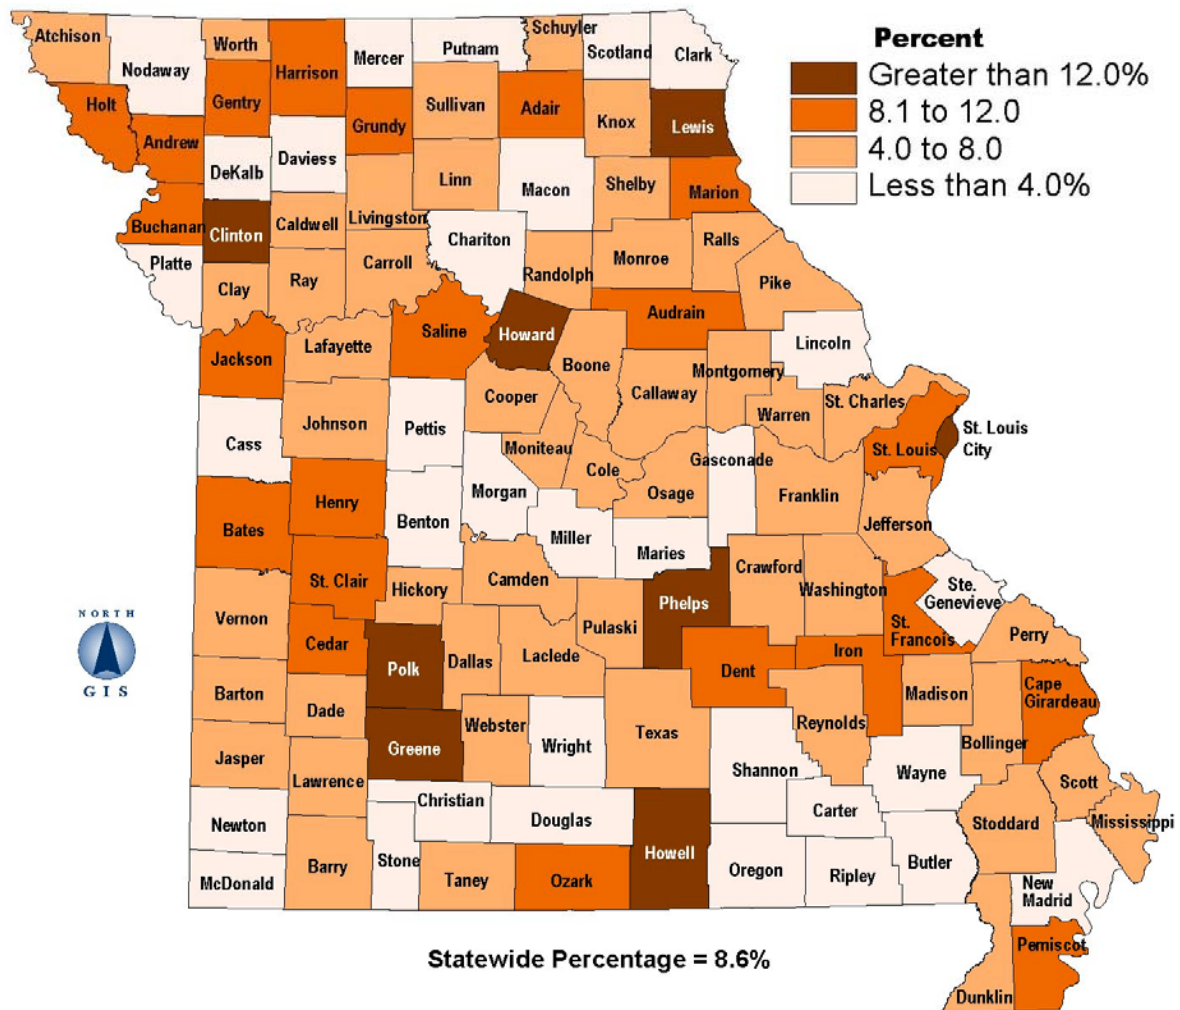 Atchison
Nodaway
Worth
Harrison
Mercer
Putnam
Schuyler
Scotland
Clark
Percent
Greater than 12.0%
8.1 to 12.0
4.0 to 8.0
Less than 4.0%
Holt
Gentry
Grundy
Sullivan
Adair
Knox
Lewis
Andrew
DeKalb
Daviess
Linn
Macon
Shelby
Marion
Buchanan
Clinton
Caldwell
Livingston
Chariton
Ralls
Platte
Clay
Ray
Carroll
Randolph
Monroe
Pike
Jackson
Lafayette
Saline
Howard
Audrain
Lincoln
Boone
Montgomery
Callaway
Cooper
Warren
St. Charles
Cass
Johnson
Pettis
Moniteau
Cole
Gasconade
St. Louis
St. Louis
City
Henry
Morgan
Osage
Franklin
Bates
Benton
Miller
Maries
Jefferson
St. Clair
Hickory
Camden
Crawford
Washington
Ste.
Genevieve
Phelps
NORTH
GIS
Vernon
Cedar
Pulaski
St.
Francois
Perry
Polk
Dallas
Laclede
Dent
Iron
Barton
Dade
Madison
Cape
Girardeau
Webster
Wright
Texas
Reynolds
Bollinger
Jasper
Greene
Lawrence
Shannon
Wayne
Scott
Christian
Douglas
Carter
Newton
Stoddard
Mississippi
Howell
McDonald
Barry
Stone
Taney
Ozark
Oregon
Ripley
Butler
New
Madrid
Pemiscot
Dunklin
Statewide Percentage = 8.6%